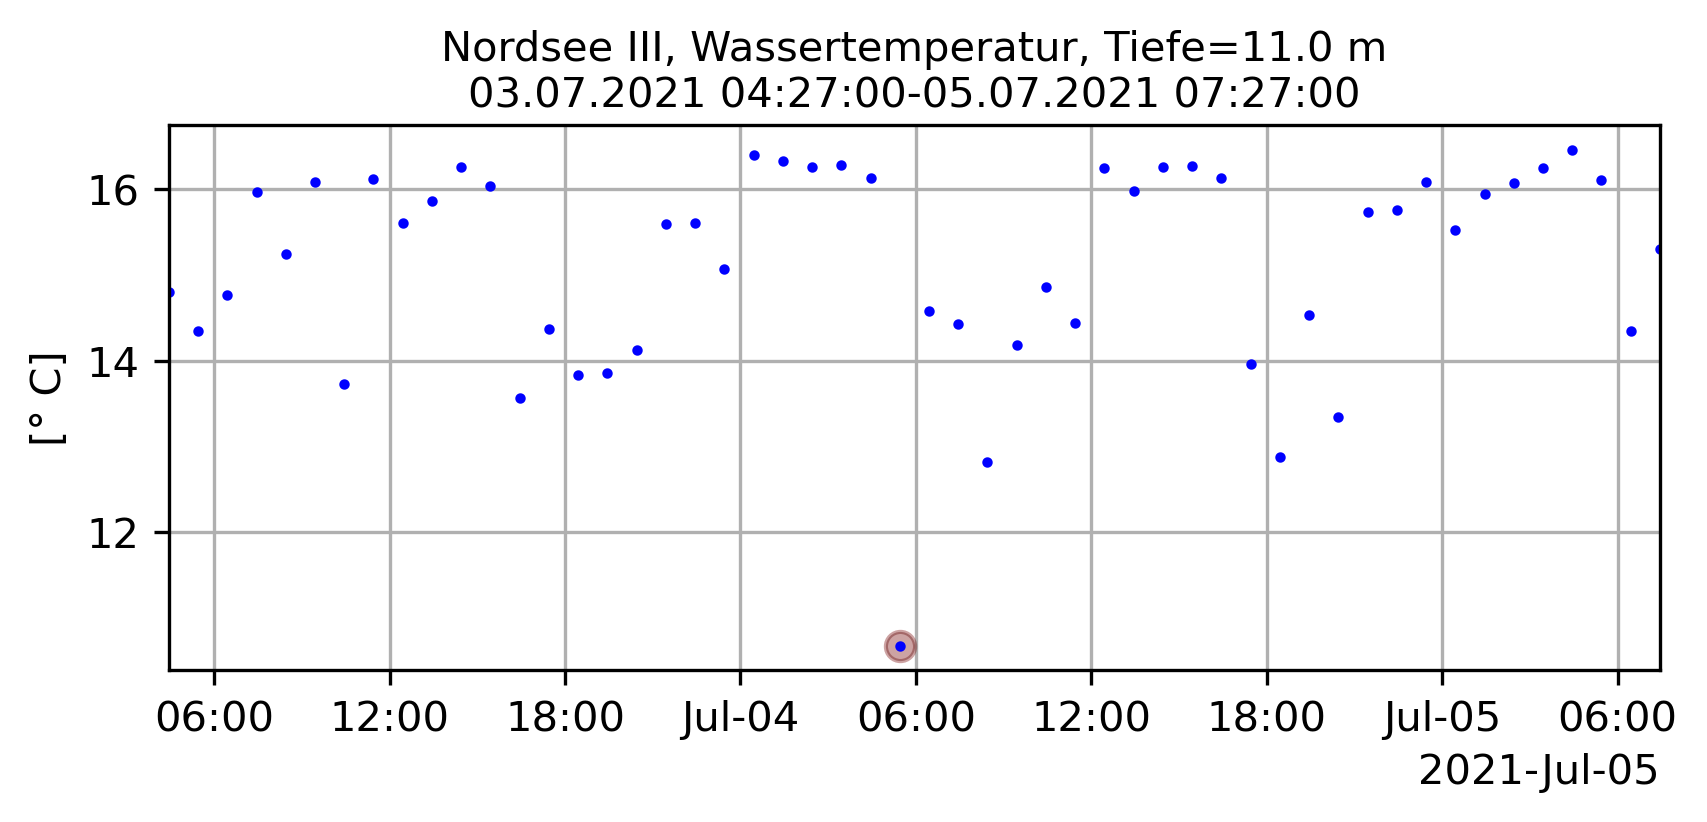 Nordsee III, Wassertemperatur, Tiefe=11.0 m
03.07.2021 04:27:00-05.07.2021 07:27:00
[° C]
16
14
12
06:00 12:00 18:00 Jul-04 06:00 12:00 18:00 Jul-05 06:00
2021-Jul-05